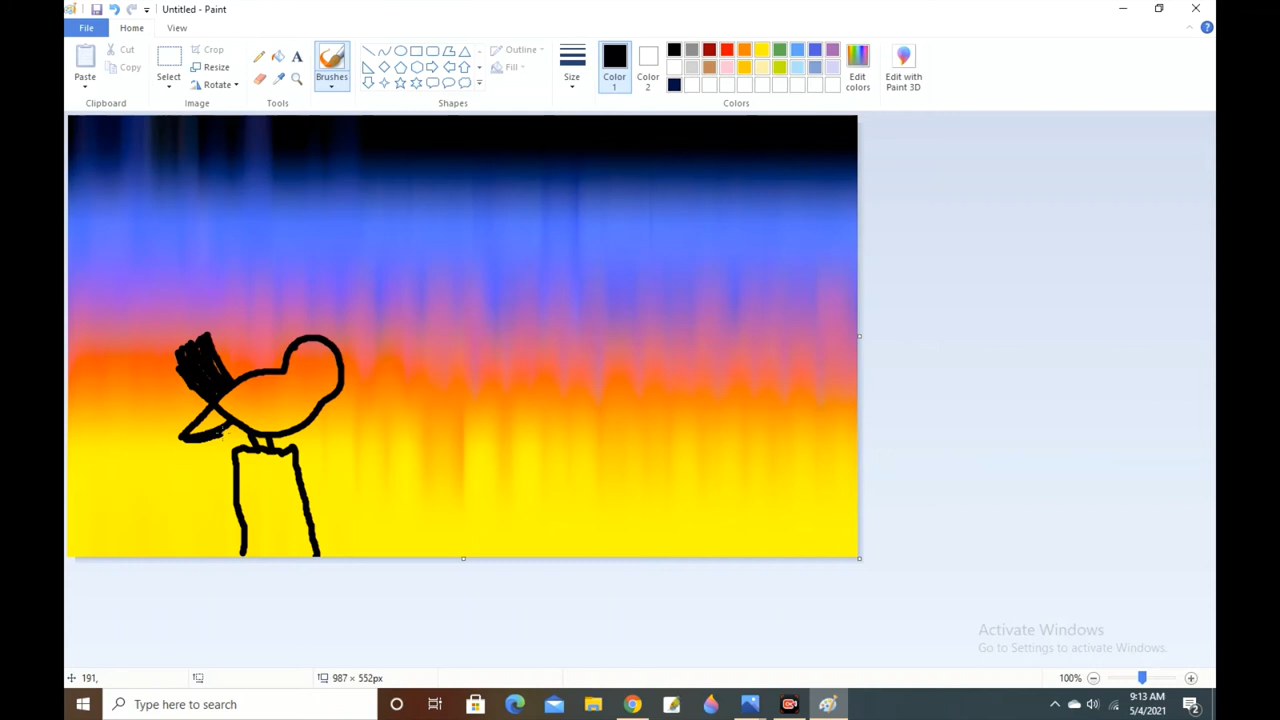 Untitled - Paint
File Home View
Paste
Cut
Copy
Clipboard
Select
Crop
Resize
Rotate
Image
Tools
Brushes
Shapes
Outline
Fill
Size
Color 1
Color 2
Colors
Edit colors
Edit with Paint 3D
Activate Windows
Go to Settings to activate Windows.
191,
987 × 552px
100%
Type here to search
9:13 AM
5/4/2021
2